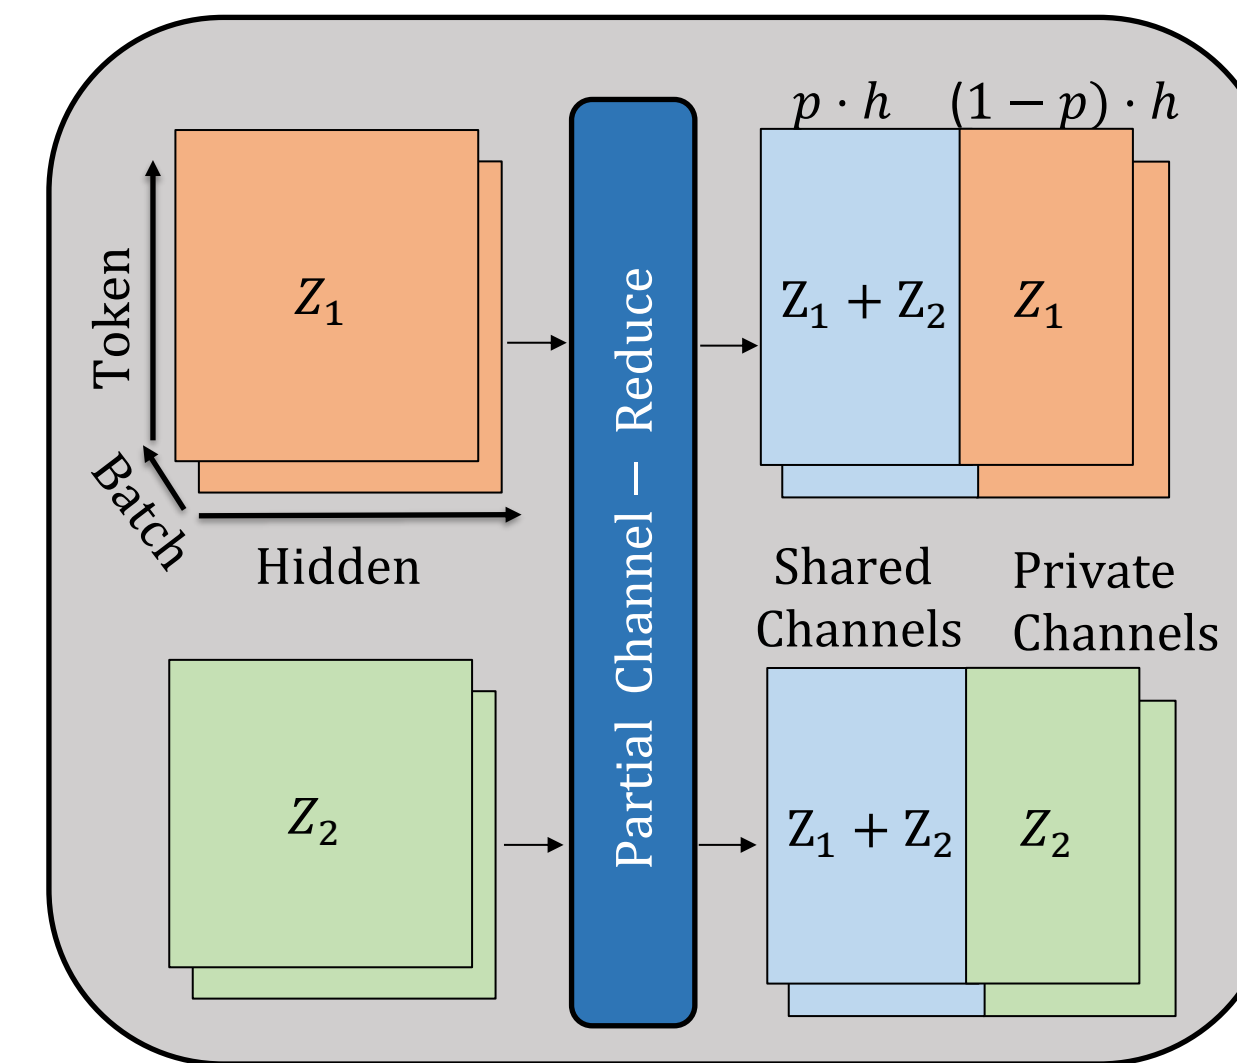 p · h
(1 − p) · h
Token
Z₁
Z₁ + Z₂
Z₁
Batch
Hidden
Partial Channel − Reduce
Shared
Channels
Private
Channels
Z₂
Z₁ + Z₂
Z₂